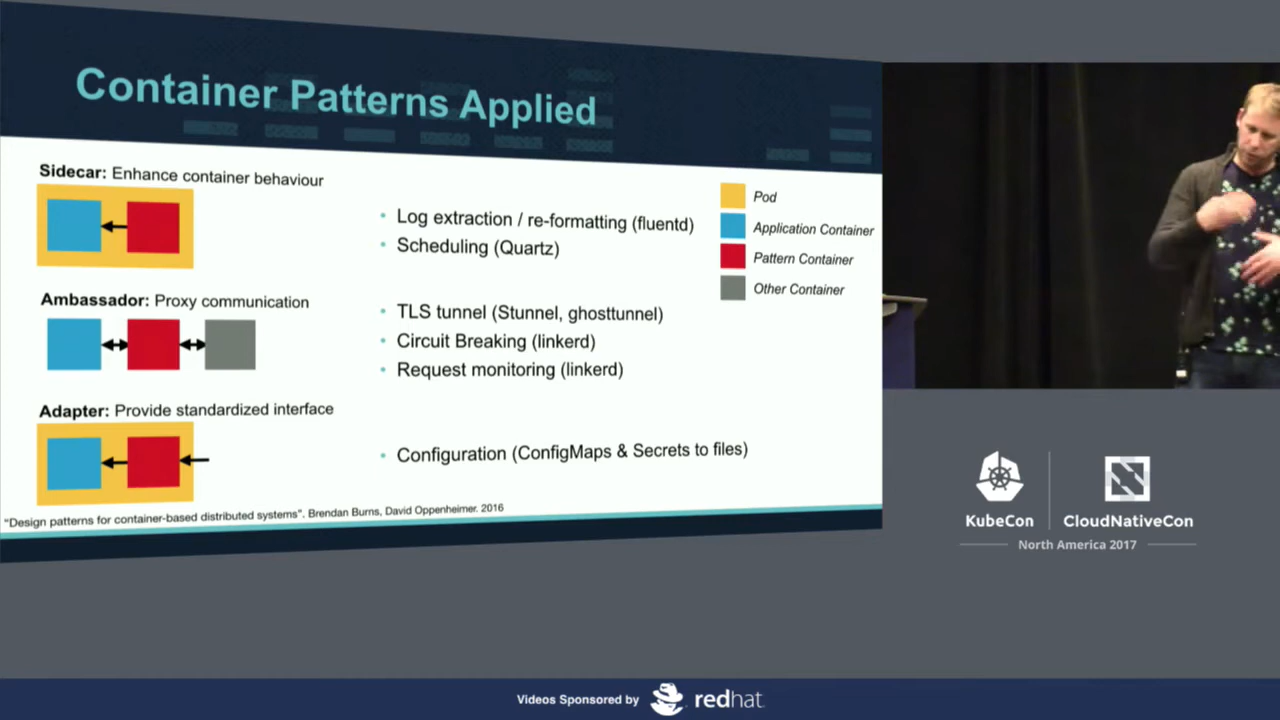 Container Patterns Applied
Sidecar: Enhance container behaviour
• Log extraction / re-formatting (fluentd)
• Scheduling (Quartz)
Pod
Application Container
Pattern Container
Other Container
Ambassador: Proxy communication
• TLS tunnel (Stunnel, ghosttunnel)
• Circuit Breaking (linkerd)
• Request monitoring (linkerd)
Adapter: Provide standardized interface
• Configuration (ConfigMaps & Secrets to files)
"Design patterns for container-based distributed systems". Brendan Burns, David Oppenheimer. 2016
KubeCon
CloudNativeCon
North America 2017
Videos Sponsored by
redhat.